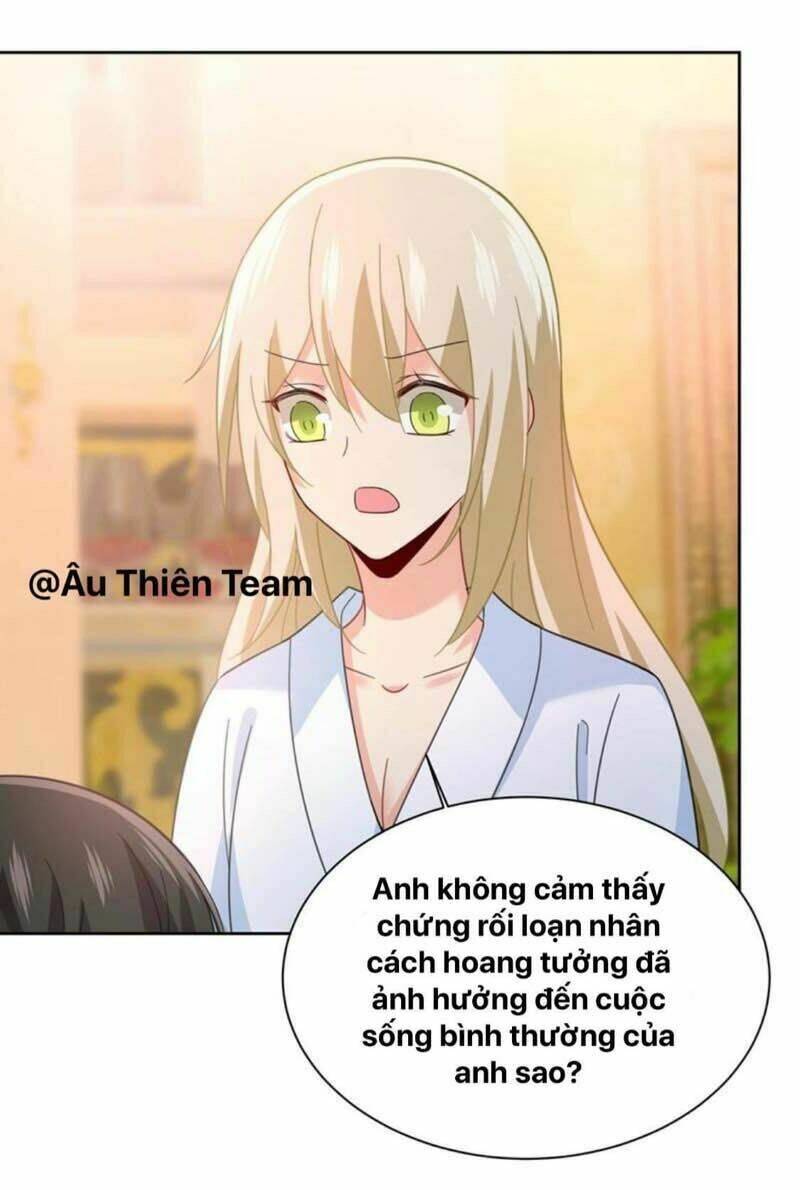 @Âu Thiên Team
Anh không cảm thấy
chứng rối loạn nhân
cách hoang tưởng đã
ảnh hưởng đến cuộc
sống bình thường của
anh sao?